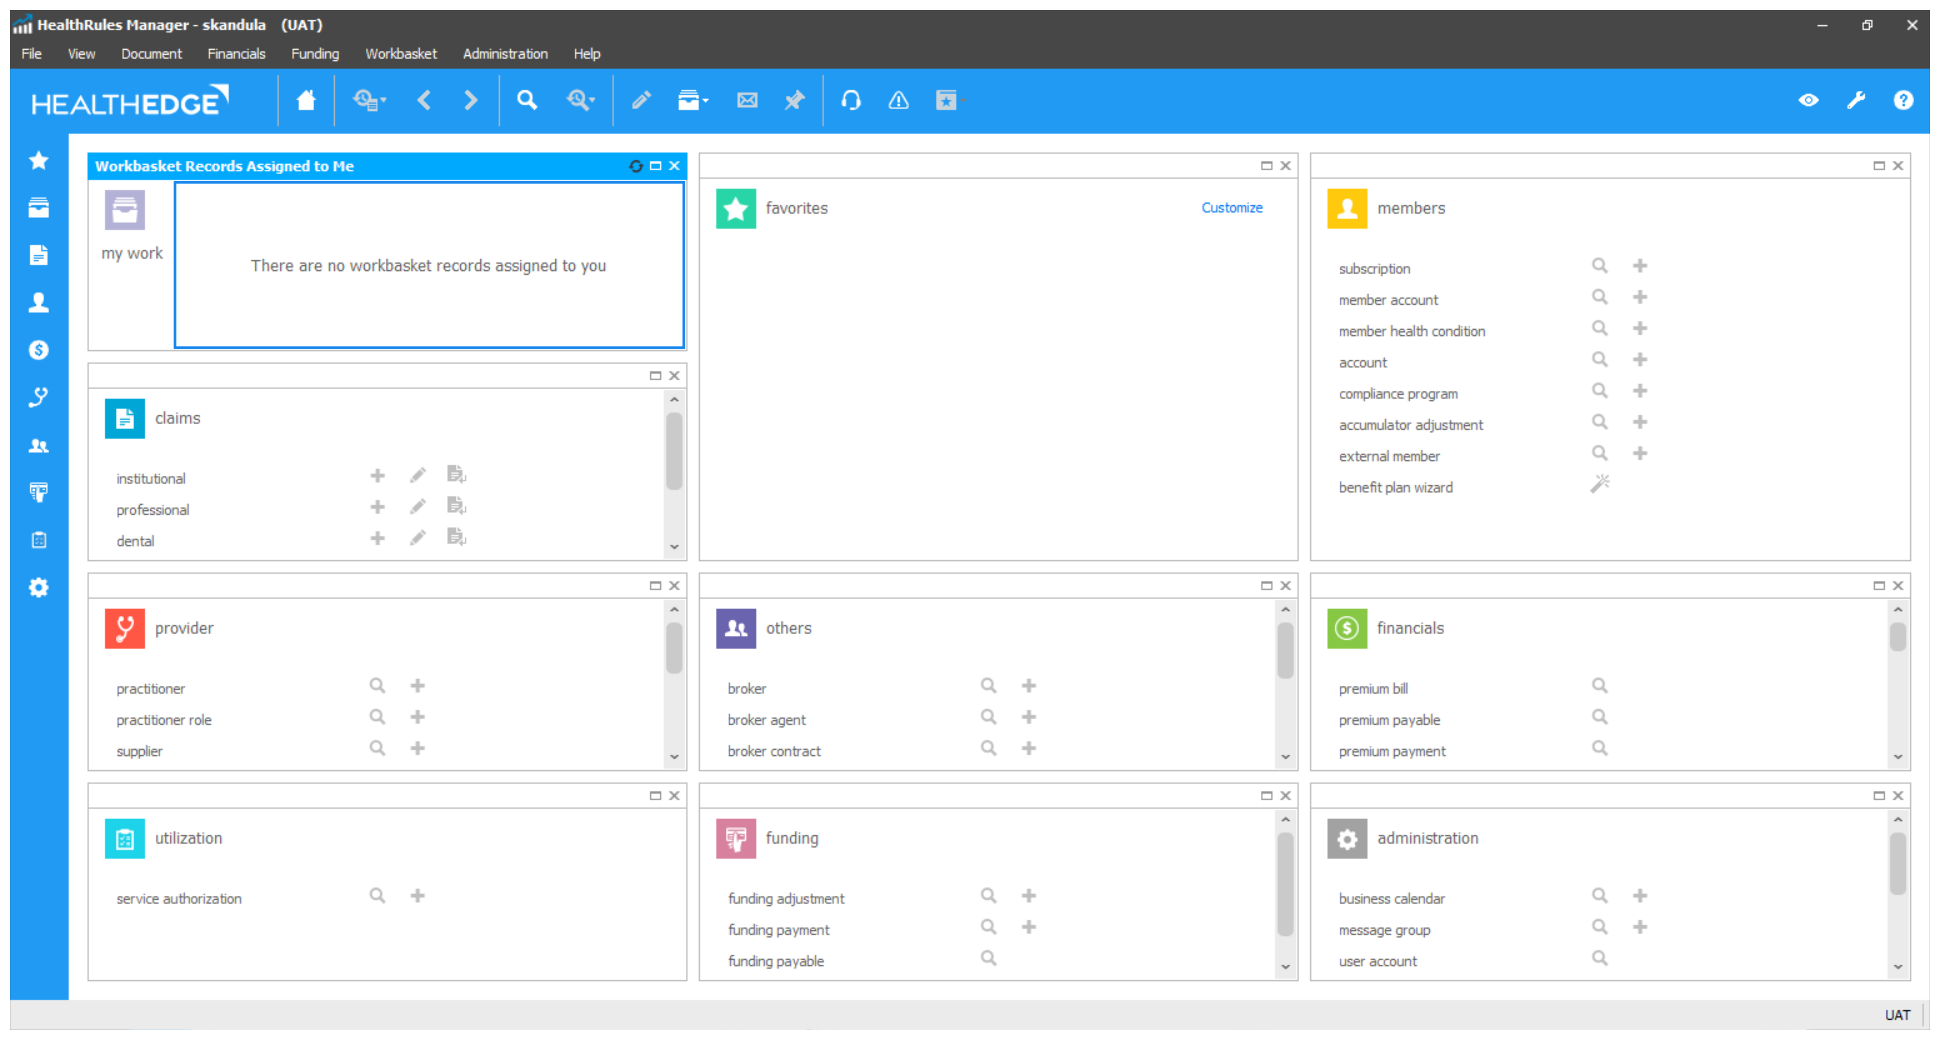 HealthRules Manager - skandula (UAT)
File View Document Financials Funding Workbasket Administration Help
HEALTHEDGE
Workbasket Records Assigned to Me
my work
There are no workbasket records assigned to you
favorites
Customize
members
subscription
member account
member health condition
account
compliance program
accumulator adjustment
external member
benefit plan wizard
claims
institutional
professional
dental
provider
practitioner
practitioner role
supplier
others
broker
broker agent
broker contract
financials
premium bill
premium payable
premium payment
utilization
service authorization
funding
funding adjustment
funding payment
funding payable
administration
business calendar
message group
user account
UAT